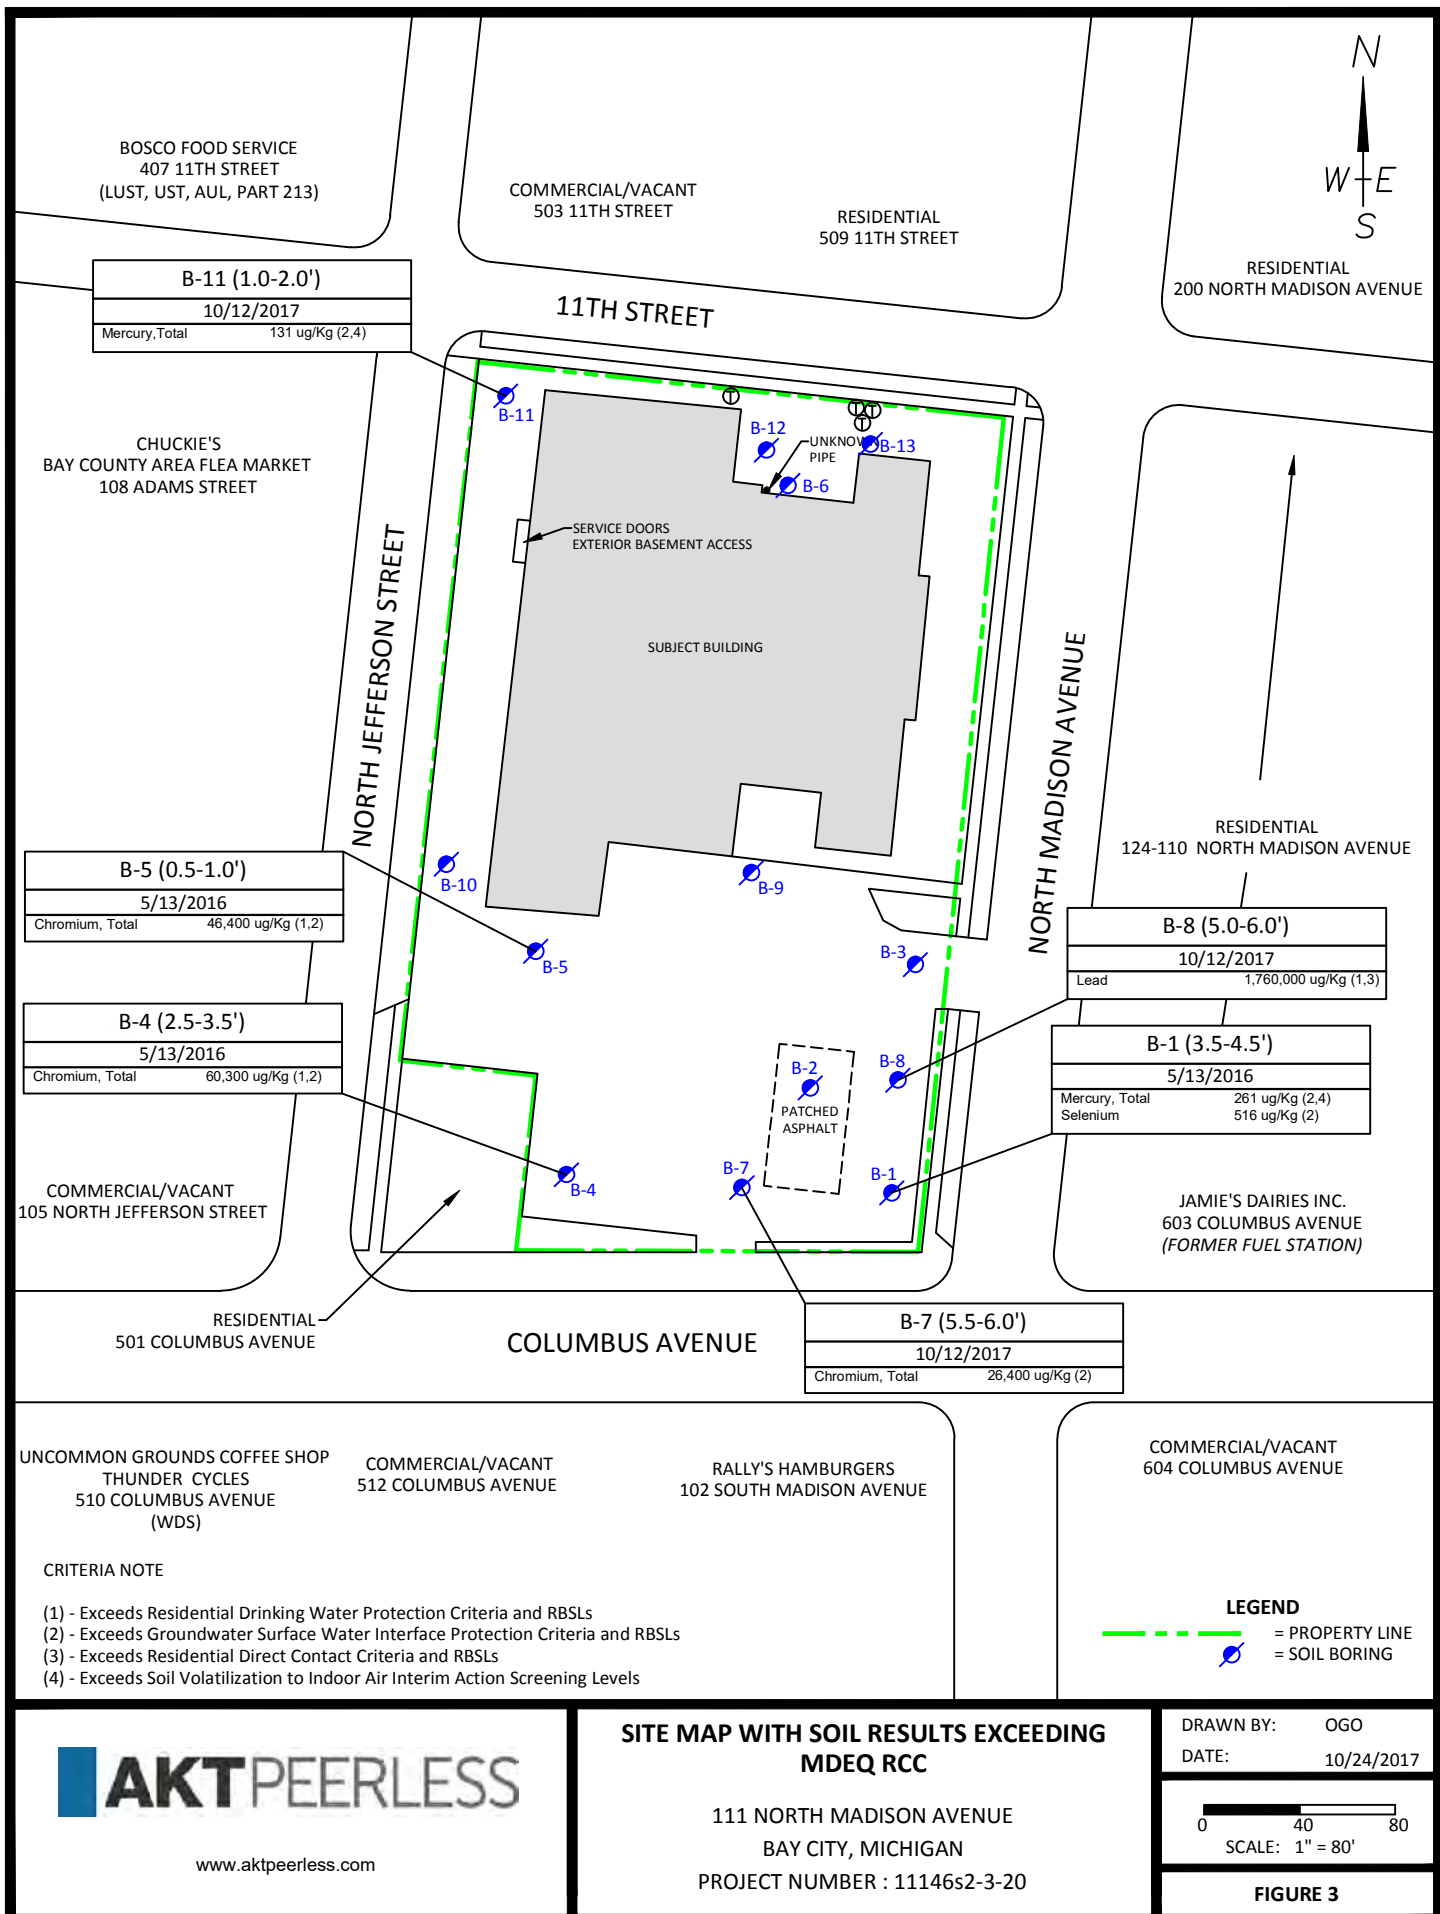 N
W E
S
BOSCO FOOD SERVICE
407 11TH STREET
(LUST, UST, AUL, PART 213)
COMMERCIAL/VACANT
503 11TH STREET
RESIDENTIAL
509 11TH STREET
RESIDENTIAL
200 NORTH MADISON AVENUE
B-11 (1.0-2.0')
10/12/2017
Mercury,Total 131 ug/Kg (2,4)
11TH STREET
B-11
T
T
T
T
B-12
UNKNOWN
PIPE
B-13
B-6
CHUCKIE'S
BAY COUNTY AREA FLEA MARKET
108 ADAMS STREET
SERVICE DOORS
EXTERIOR BASEMENT ACCESS
NORTH JEFFERSON STREET
SUBJECT BUILDING
NORTH MADISON AVENUE
RESIDENTIAL
124-110 NORTH MADISON AVENUE
B-5 (0.5-1.0')
5/13/2016
Chromium, Total 46,400 ug/Kg (1,2)
B-10
B-9
B-5
B-3
B-8 (5.0-6.0')
10/12/2017
Lead 1,760,000 ug/Kg (1,3)
B-4 (2.5-3.5')
5/13/2016
Chromium, Total 60,300 ug/Kg (1,2)
B-1 (3.5-4.5')
5/13/2016
Mercury, Total 261 ug/Kg (2,4)
Selenium 516 ug/Kg (2)
B-2
B-8
PATCHED
ASPHALT
B-4
B-7
B-1
COMMERCIAL/VACANT
105 NORTH JEFFERSON STREET
JAMIE'S DAIRIES INC.
603 COLUMBUS AVENUE
(FORMER FUEL STATION)
RESIDENTIAL
501 COLUMBUS AVENUE
COLUMBUS AVENUE
B-7 (5.5-6.0')
10/12/2017
Chromium, Total 26,400 ug/Kg (2)
UNCOMMON GROUNDS COFFEE SHOP
THUNDER CYCLES
510 COLUMBUS AVENUE
(WDS)
COMMERCIAL/VACANT
512 COLUMBUS AVENUE
RALLY'S HAMBURGERS
102 SOUTH MADISON AVENUE
COMMERCIAL/VACANT
604 COLUMBUS AVENUE
CRITERIA NOTE
(1) - Exceeds Residential Drinking Water Protection Criteria and RBSLs
(2) - Exceeds Groundwater Surface Water Interface Protection Criteria and RBSLs
(3) - Exceeds Residential Direct Contact Criteria and RBSLs
(4) - Exceeds Soil Volatilization to Indoor Air Interim Action Screening Levels
LEGEND
= PROPERTY LINE
= SOIL BORING
AKTPEERLESS
www.aktpeerless.com
SITE MAP WITH SOIL RESULTS EXCEEDING
MDEQ RCC
111 NORTH MADISON AVENUE
BAY CITY, MICHIGAN
PROJECT NUMBER : 11146s2-3-20
DRAWN BY: OGO
DATE: 10/24/2017
0 40 80
SCALE: 1" = 80'
FIGURE 3